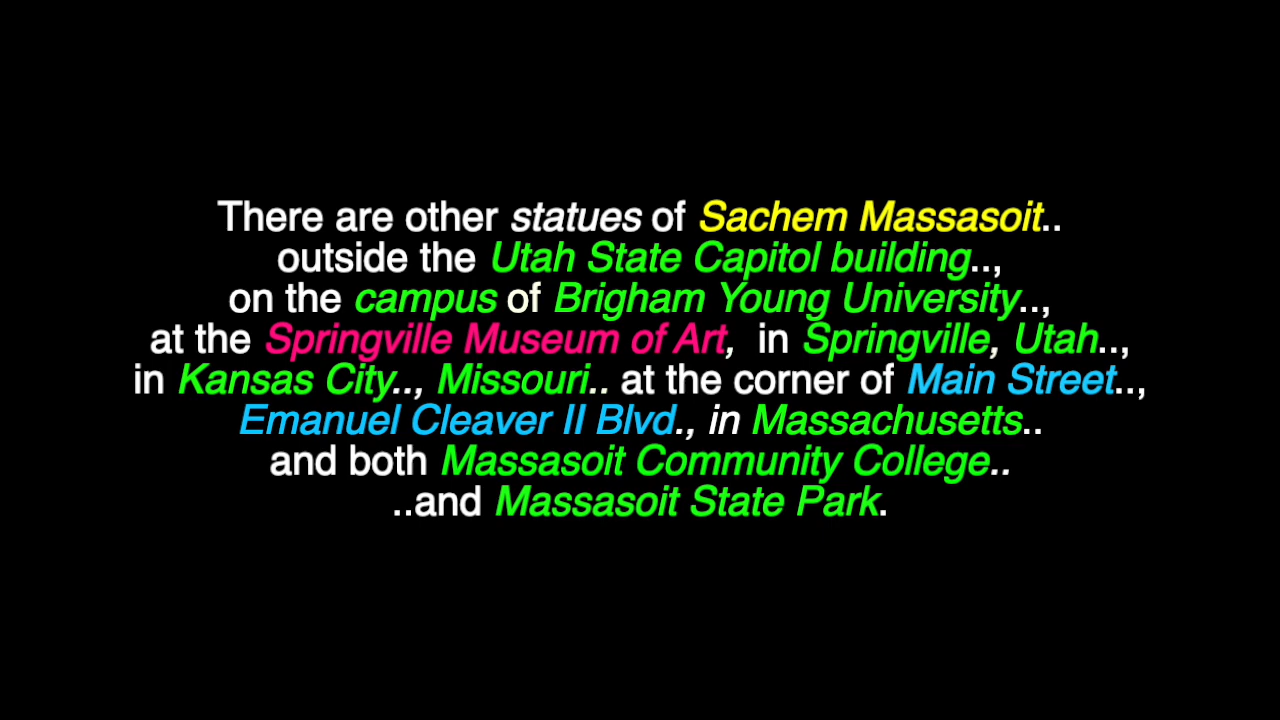 There are other statues of Sachem Massasoit..
outside the Utah State Capitol building..,
on the campus of Brigham Young University..,
at the Springville Museum of Art,  in Springville, Utah..,
in Kansas City.., Missouri.. at the corner of Main Street..,
Emanuel Cleaver II Blvd., in Massachusetts..
and both Massasoit Community College..
..and Massasoit State Park.